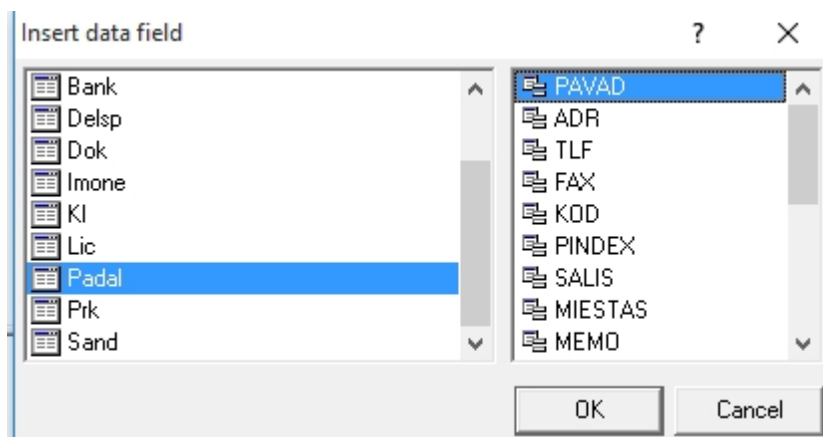 Insert data field
Bank
Delsp
Dok
Imone
Kl
Lic
Padal
Prk
Sand
PAVAD
ADR
TLF
FAX
KOD
PINDEX
SALIS
MIESTAS
MEMO
OK
Cancel